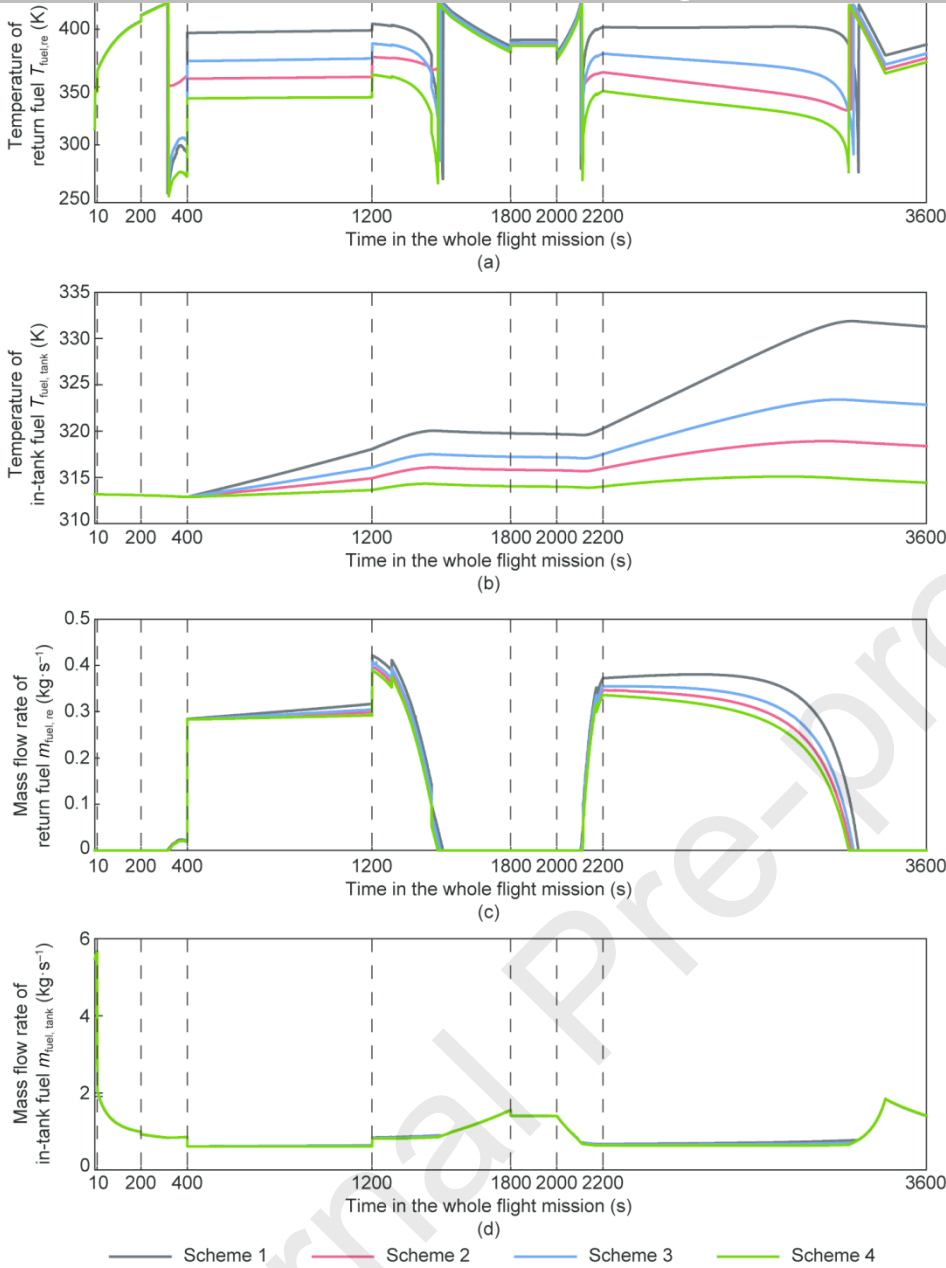 400
350
300
250
Temperature of
return fuel T_fuel,re (K)
10 200 400 1200 1800 2000 2200 3600
Time in the whole flight mission (s)
(a)
335
330
325
320
315
310
Temperature of
in-tank fuel T_fuel, tank (K)
10 200 400 1200 1800 2000 2200 3600
Time in the whole flight mission (s)
(b)
0.5
0.4
0.3
0.2
0.1
0
Mass flow rate of
return fuel m_fuel, re (kg·s⁻¹)
10 200 400 1200 1800 2000 2200 3600
Time in the whole flight mission (s)
(c)
6
4
2
0
Mass flow rate of
in-tank fuel m_fuel, tank (kg·s⁻¹)
10 200 400 1200 1800 2000 2200 3600
Time in the whole flight mission (s)
(d)
Scheme 1 Scheme 2 Scheme 3 Scheme 4
rnal Pre-pro